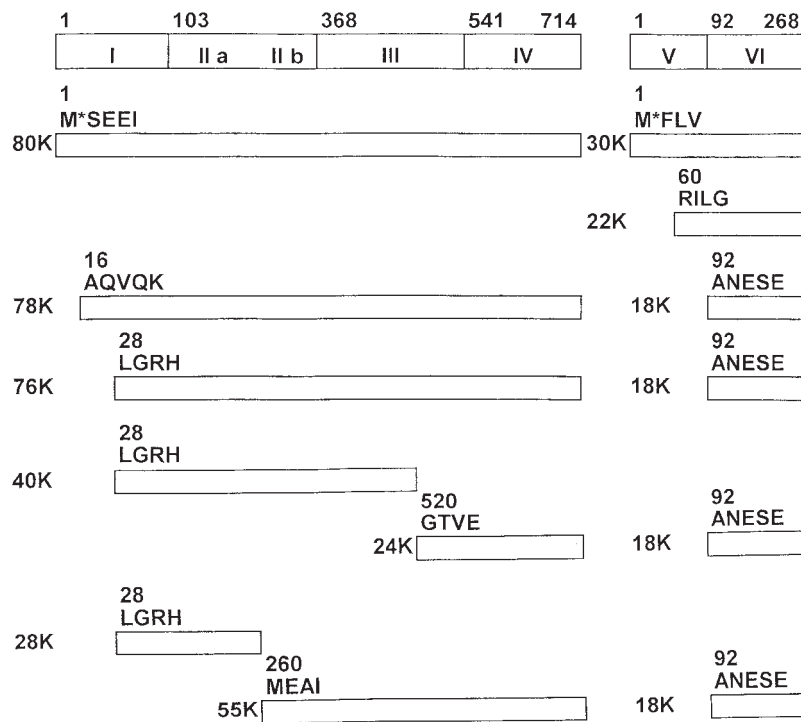 1 103 368 541 714 1 92 268
I II a II b III IV V VI
1 1
M*SEEI M*FLV
80K 30K
60
RILG
22K
16 92
AQVQK ANESE
78K 18K
28 92
LGRH ANESE
76K 18K
28
LGRH
40K
520 92
GTVE ANESE
24K 18K
28
LGRH
28K
260 92
MEAI ANESE
55K 18K